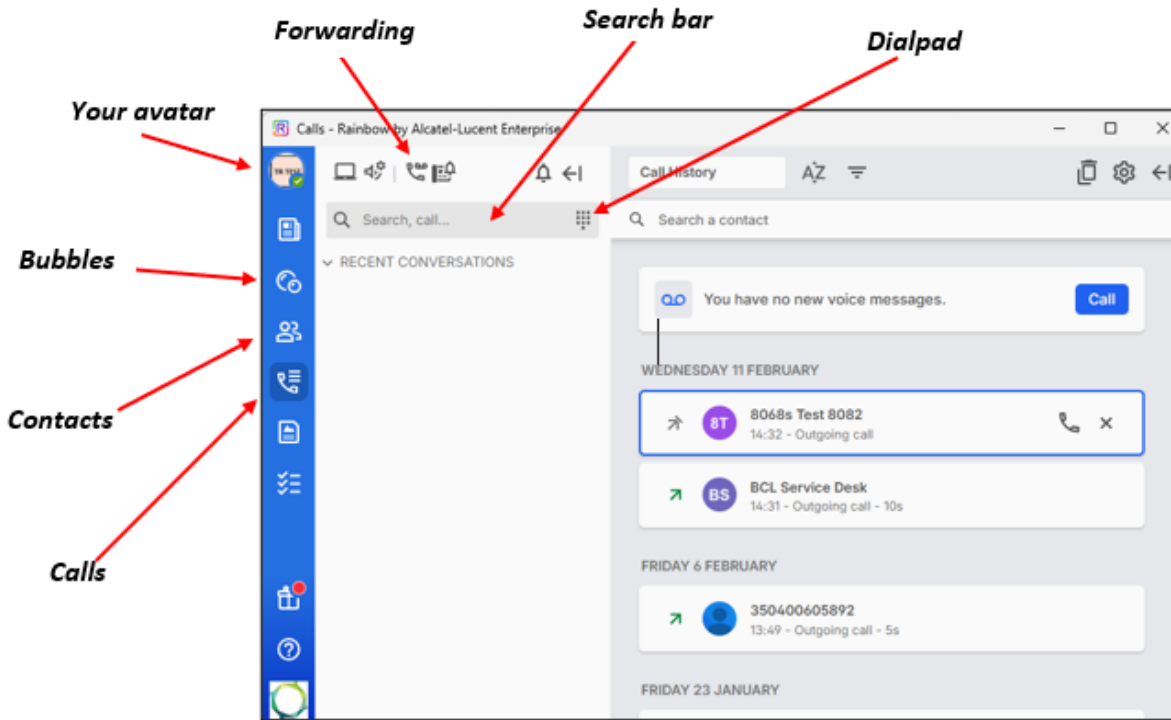 Forwarding
Search bar
Dialpad
Your avatar
Bubbles
Contacts
Calls
Calls - Rainbow by Alcatel-Lucent Enterprise
Search, call...
RECENT CONVERSATIONS
Call History
AZ
Search a contact
You have no new voice messages.
Call
WEDNESDAY 11 FEBRUARY
8T
8068s Test 8082
14:32 - Outgoing call
BS
BCL Service Desk
14:31 - Outgoing call - 10s
FRIDAY 6 FEBRUARY
350400605892
13:49 - Outgoing call - 5s
FRIDAY 23 JANUARY